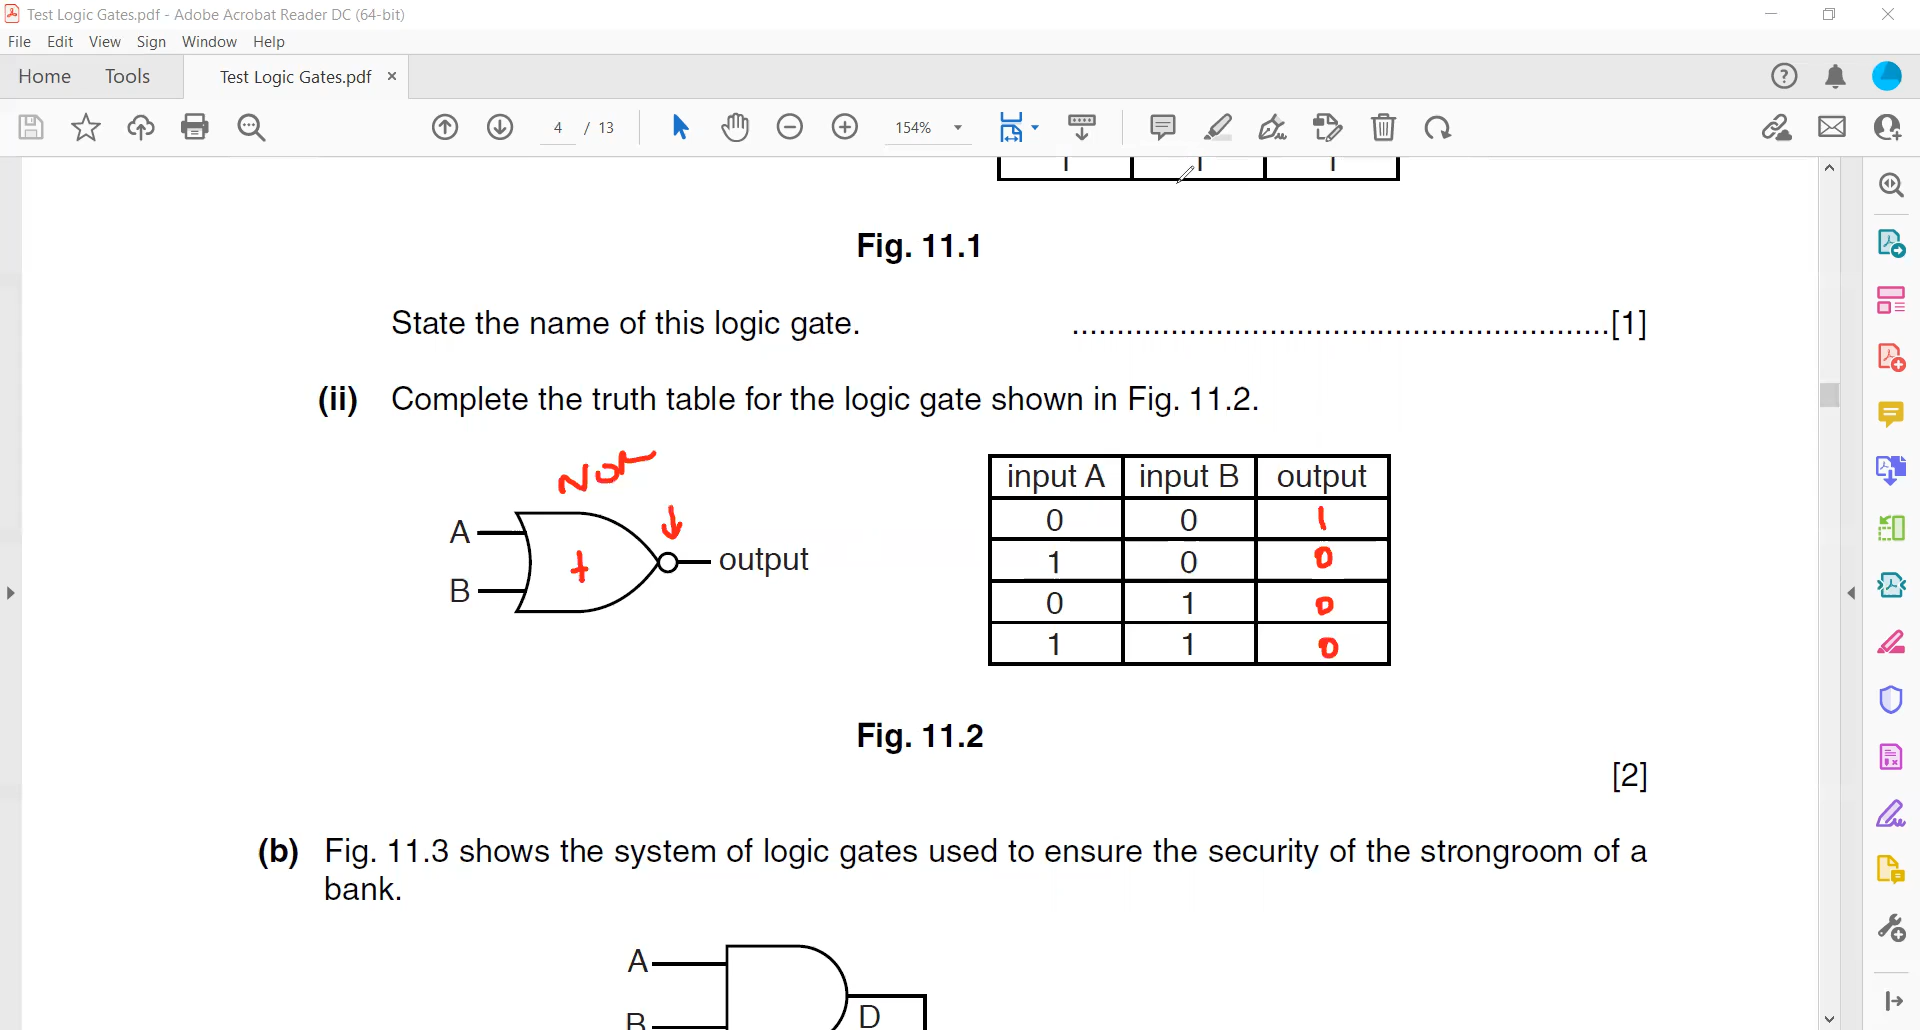 Test Logic Gates.pdf - Adobe Acrobat Reader DC (64-bit)
File Edit View Sign Window Help
Home Tools Test Logic Gates.pdf ×
4 / 13 154%
1 1 1
Fig. 11.1
State the name of this logic gate. ............................................................[1]
(ii) Complete the truth table for the logic gate shown in Fig. 11.2.
NOR
A
B
+
output
input A input B output
0 0 1
1 0 0
0 1 0
1 1 0
Fig. 11.2
[2]
(b) Fig. 11.3 shows the system of logic gates used to ensure the security of the strongroom of a
bank.
A
B
D